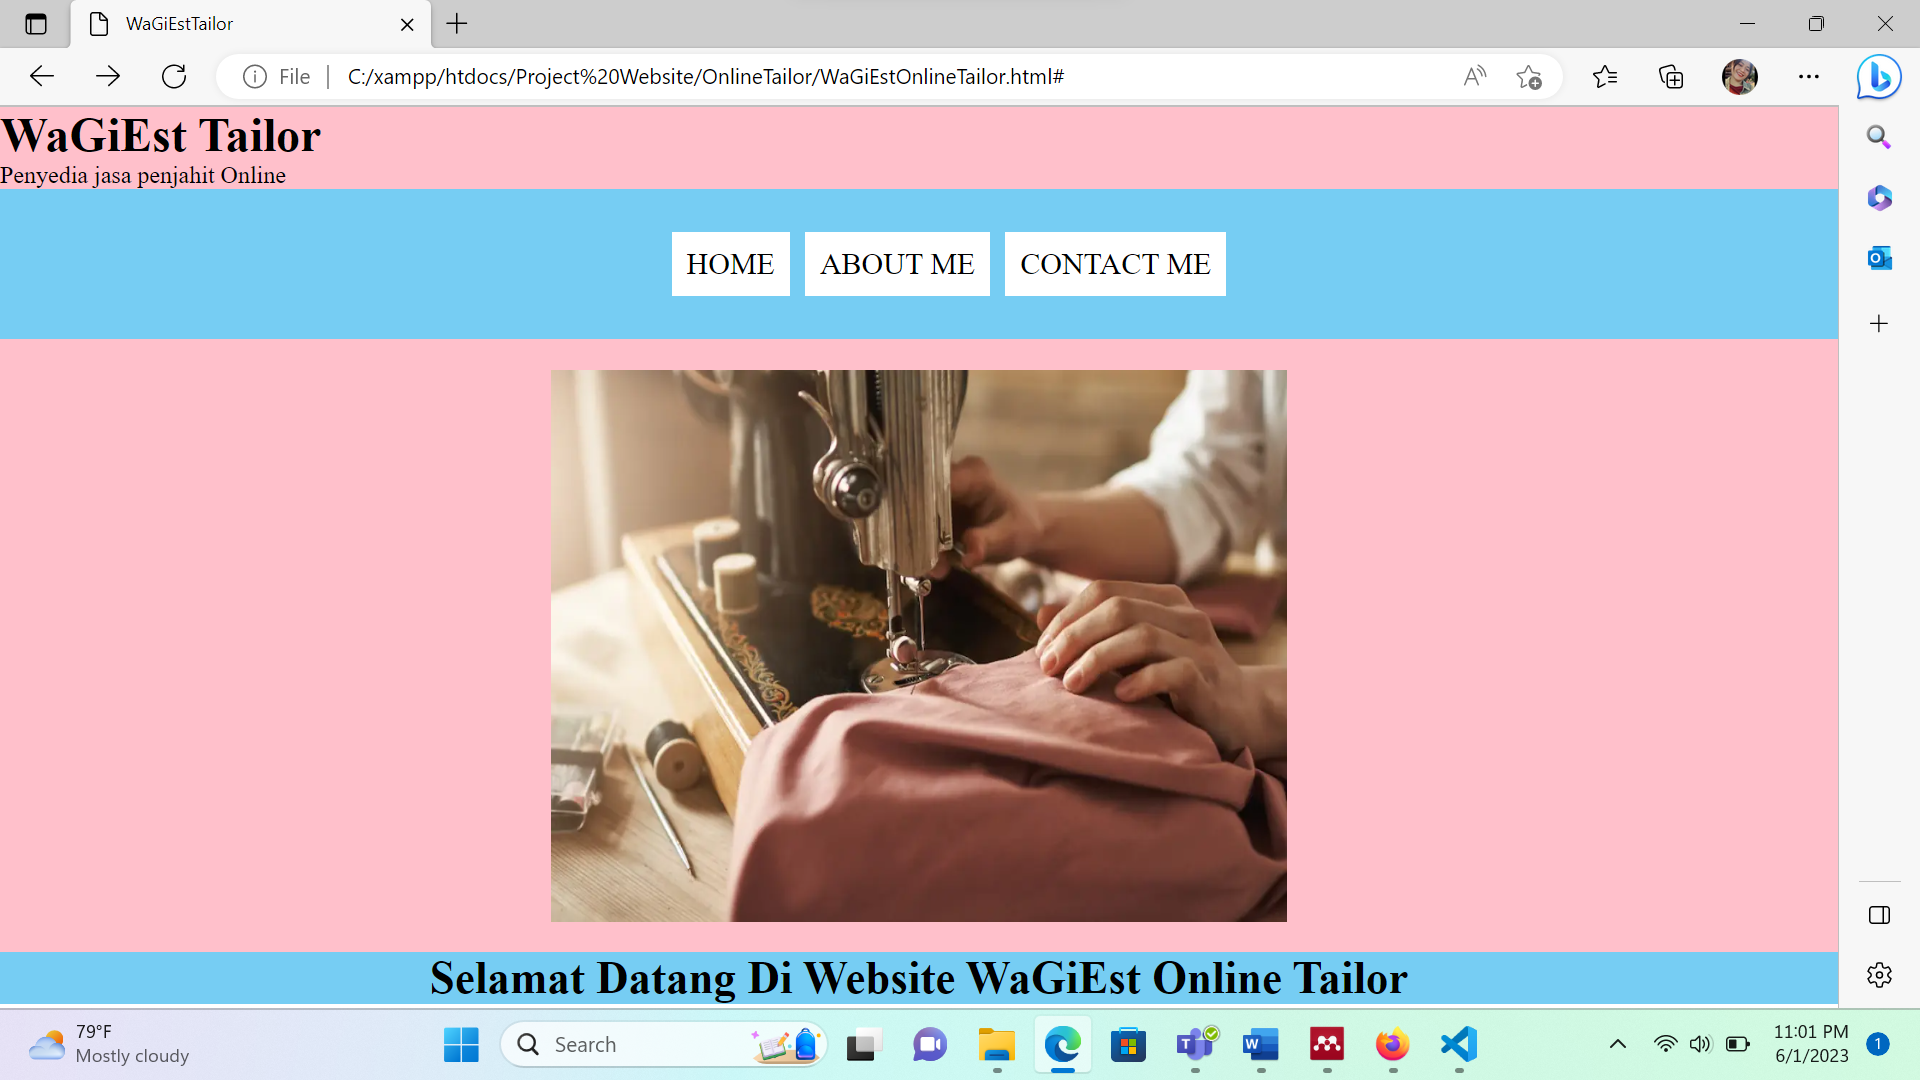 WaGiEstTailor
File
C:/xampp/htdocs/Project%20Website/OnlineTailor/WaGiEstOnlineTailor.html#
WaGiEst Tailor
Penyedia jasa penjahit Online
HOME
ABOUT ME
CONTACT ME
Selamat Datang Di Website WaGiEst Online Tailor
79°F
Mostly cloudy
Search
11:01 PM
6/1/2023
1